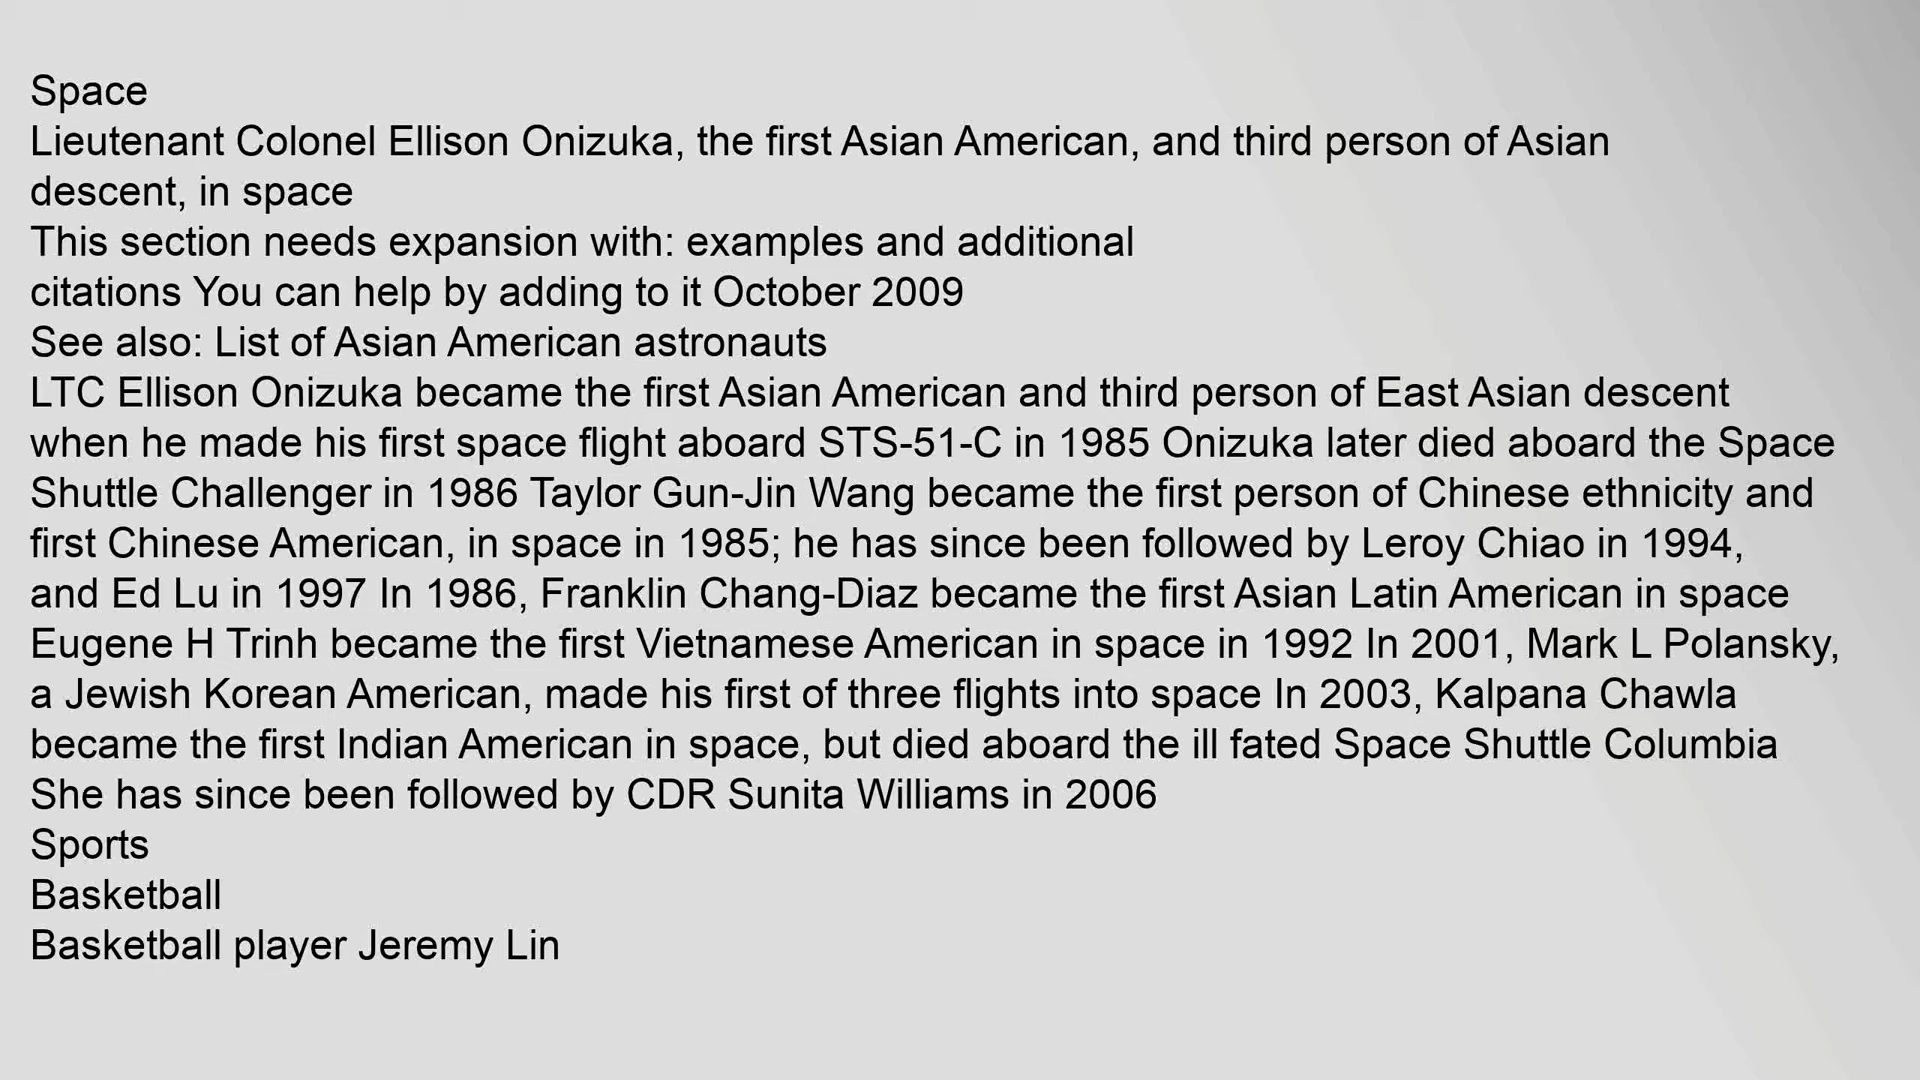 Space
Lieutenant Colonel Ellison Onizuka, the first Asian American, and third person of Asian
descent, in space
This section needs expansion with: examples and additional
citations You can help by adding to it October 2009
See also: List of Asian American astronauts
LTC Ellison Onizuka became the first Asian American and third person of East Asian descent
when he made his first space flight aboard STS-51-C in 1985 Onizuka later died aboard the Space
Shuttle Challenger in 1986 Taylor Gun-Jin Wang became the first person of Chinese ethnicity and
first Chinese American, in space in 1985; he has since been followed by Leroy Chiao in 1994,
and Ed Lu in 1997 In 1986, Franklin Chang-Diaz became the first Asian Latin American in space
Eugene H Trinh became the first Vietnamese American in space in 1992 In 2001, Mark L Polansky,
a Jewish Korean American, made his first of three flights into space In 2003, Kalpana Chawla
became the first Indian American in space, but died aboard the ill fated Space Shuttle Columbia
She has since been followed by CDR Sunita Williams in 2006
Sports
Basketball
Basketball player Jeremy Lin